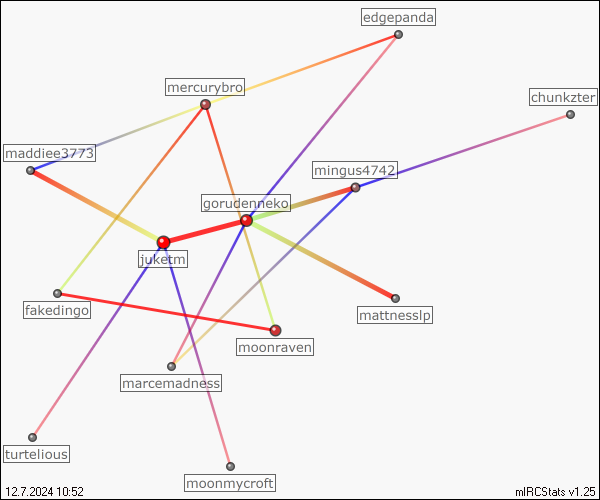 edgepanda
mercurybro
chunkzter
maddiee3773
mingus4742
gorudenneko
juketm
fakedingo
mattnesslp
moonraven
marcemadness
turtelious
moonmycroft
12.7.2024 10:52
mIRCStats v1.25